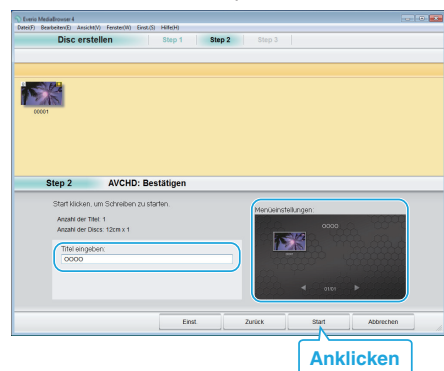 Everio MediaBrowser 4
Datei(F) Bearbeiten(E) Ansicht(V) Fenster(W) Einst.(S) Hilfe(H)
Disc erstellen Step 1 Step 2 Step 3
00001
Step 2 AVCHD: Bestätigen
Start klicken, um Schreiben zu starten.
Anzahl der Titel: 1
Anzahl der Discs: 12cm x 1
Titel eingeben:
OOOO
Menüeinstellungen:
OOOO
01/01
Einst. Zurück Start Abbrechen
Anklicken